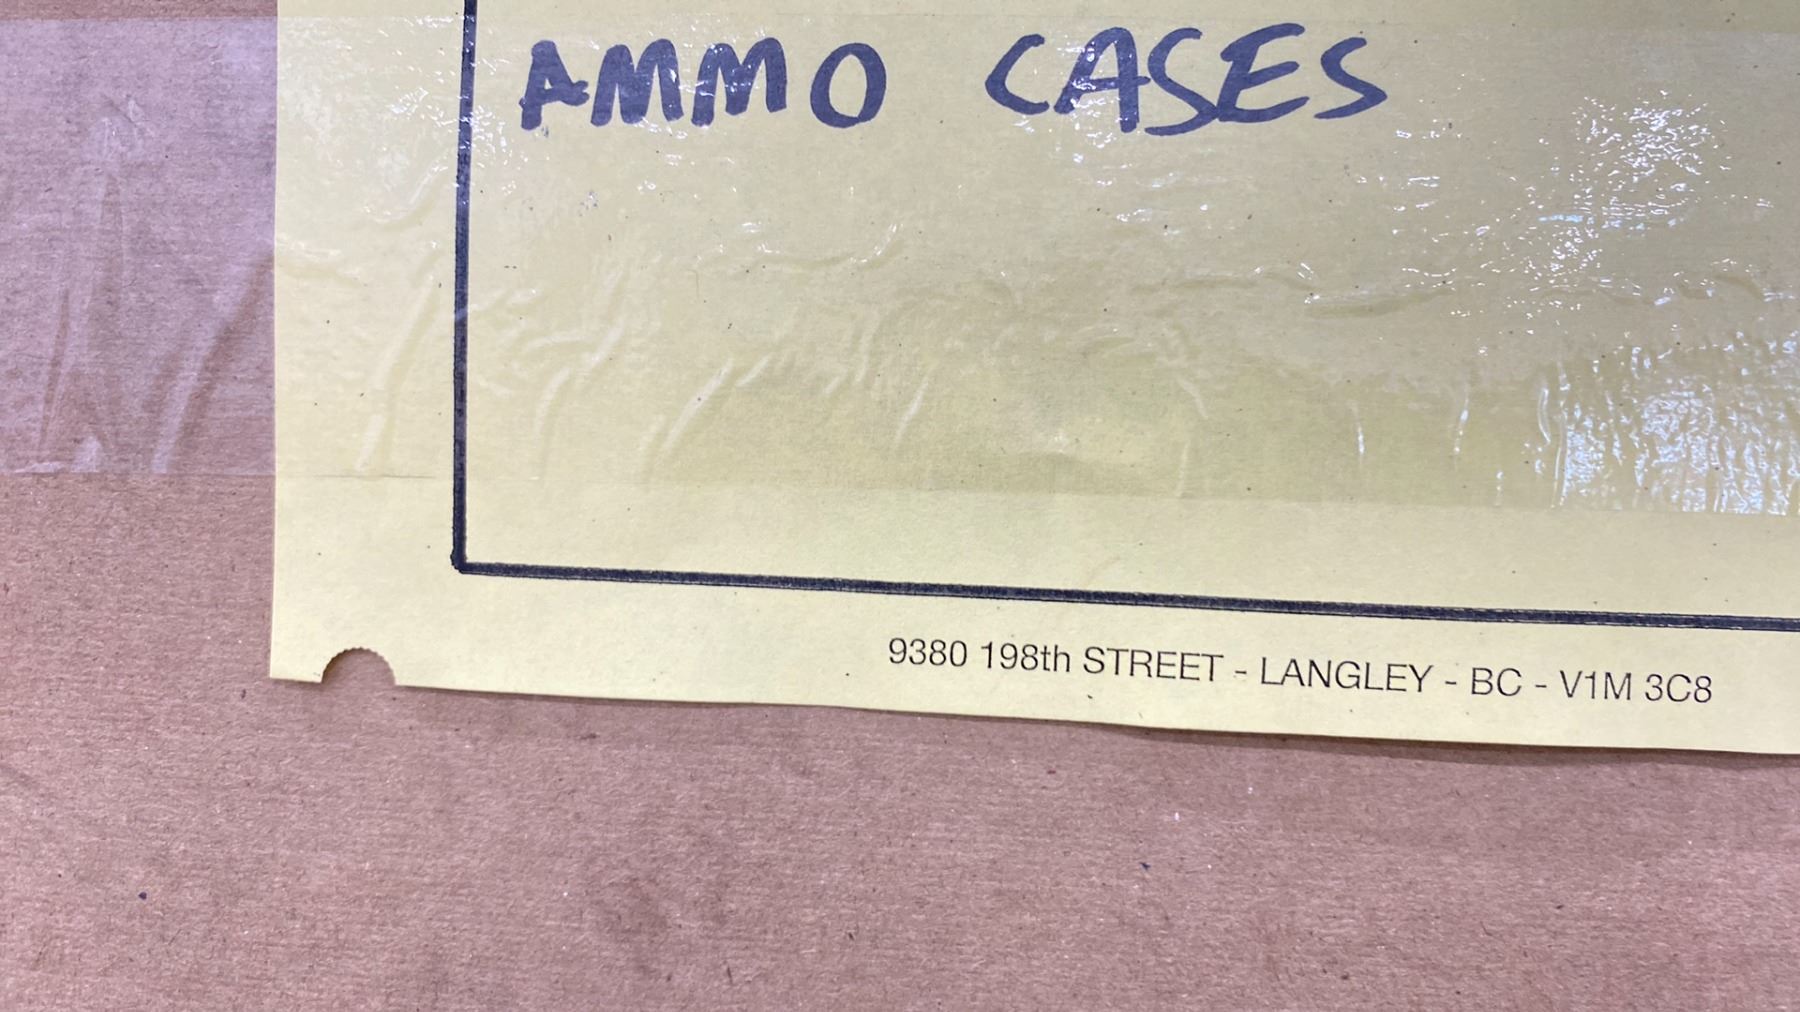 AMMO CASES
9380 198th STREET - LANGLEY - BC - V1M 3C8